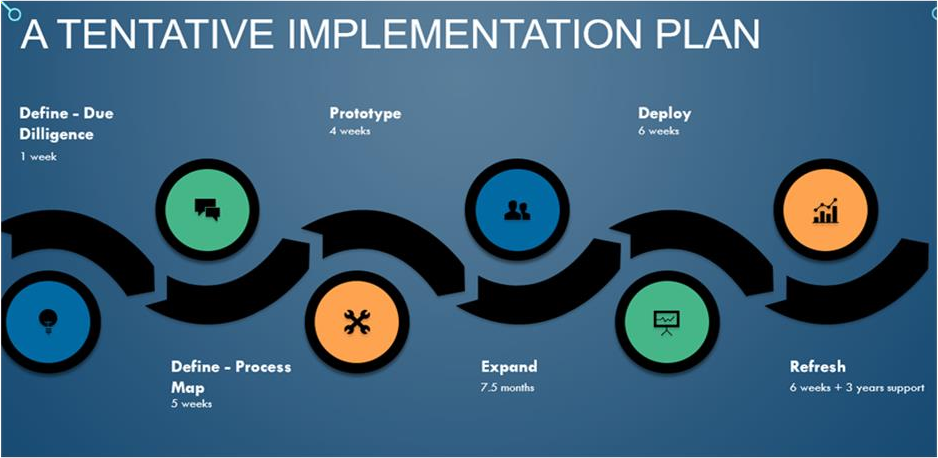 A TENTATIVE IMPLEMENTATION PLAN
Define - Due
Dilligence
1 week
Prototype
4 weeks
Deploy
6 weeks
Define - Process
Map
5 weeks
Expand
7.5 months
Refresh
6 weeks + 3 years support